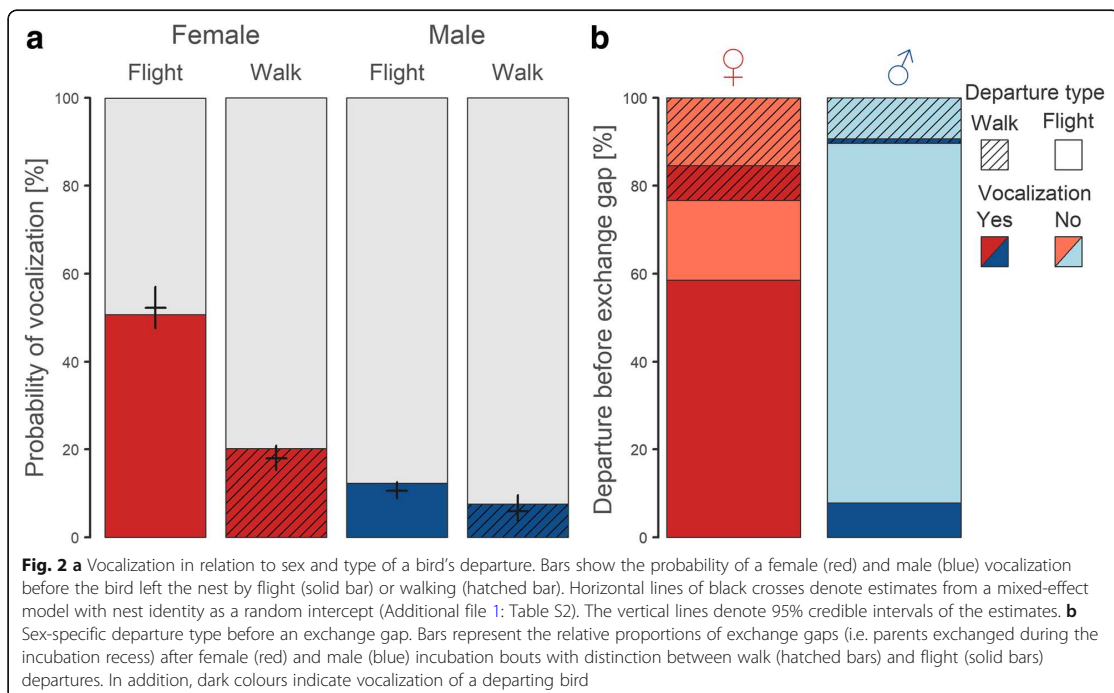 a
Female Male
Flight Walk Flight Walk
Probability of vocalization [%]
100
80
60
40
20
0
b
♀ ♂
Departure before exchange gap [%]
100
80
60
40
20
0
Departure type
Walk Flight
Vocalization
Yes No
Fig. 2 a Vocalization in relation to sex and type of a bird's departure. Bars show the probability of a female (red) and male (blue) vocalization
before the bird left the nest by flight (solid bar) or walking (hatched bar). Horizontal lines of black crosses denote estimates from a mixed-effect
model with nest identity as a random intercept (Additional file 1: Table S2). The vertical lines denote 95% credible intervals of the estimates. b
Sex-specific departure type before an exchange gap. Bars represent the relative proportions of exchange gaps (i.e. parents exchanged during the
incubation recess) after female (red) and male (blue) incubation bouts with distinction between walk (hatched bars) and flight (solid bars)
departures. In addition, dark colours indicate vocalization of a departing bird